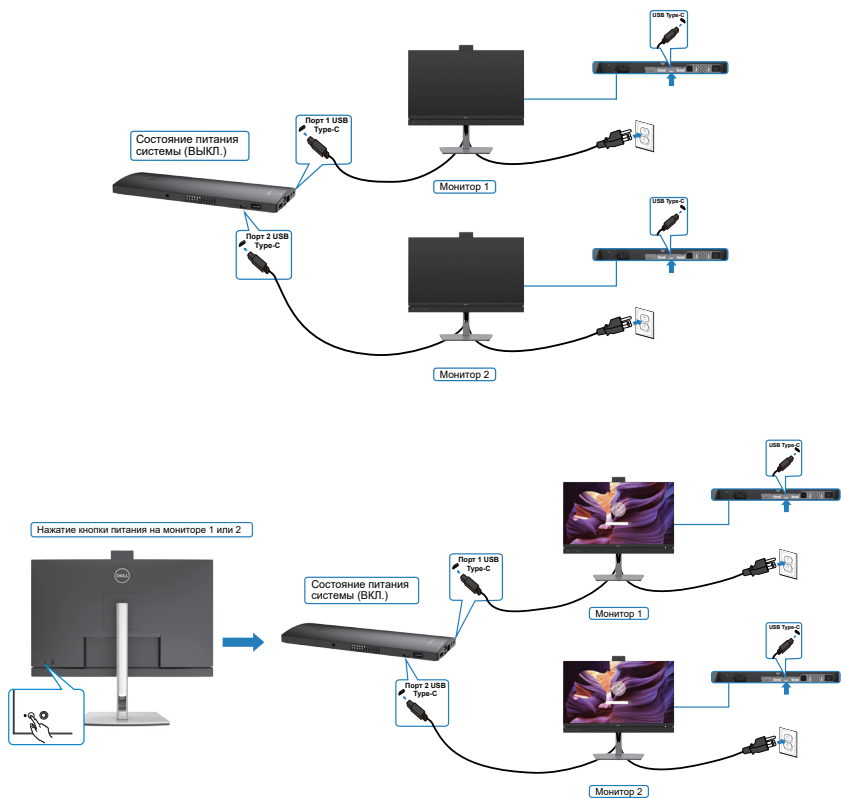 USB Type-C
Порт 1 USB
Type-C
Состояние питания
системы (ВЫКЛ.)
Монитор 1
USB Type-C
Порт 2 USB
Type-C
Монитор 2
USB Type-C
Нажатие кнопки питания на мониторе 1 или 2
DELL
Порт 1 USB
Type-C
Состояние питания
системы (ВКЛ.)
Монитор 1
USB Type-C
Порт 2 USB
Type-C
Монитор 2